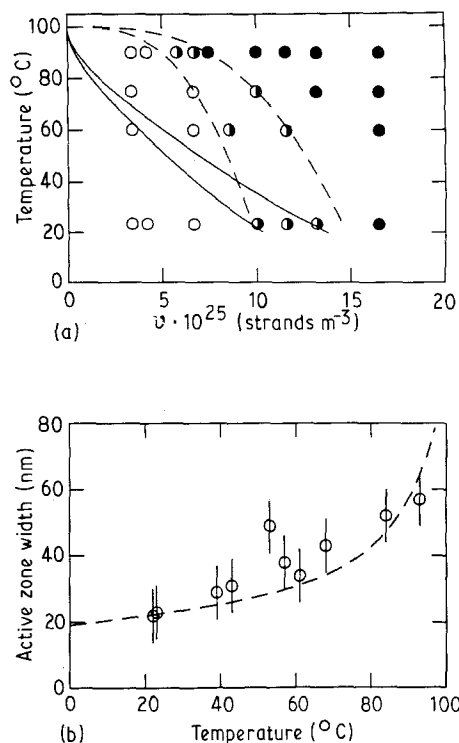 100
80
60
40
20
0
Temperature (°C)
0 5 10 15 20
(a) ν · 10²⁵ (strands m⁻³)
80
60
40
20
0
Active zone width (nm)
0 20 40 60 80 100
(b) Temperature (°C)